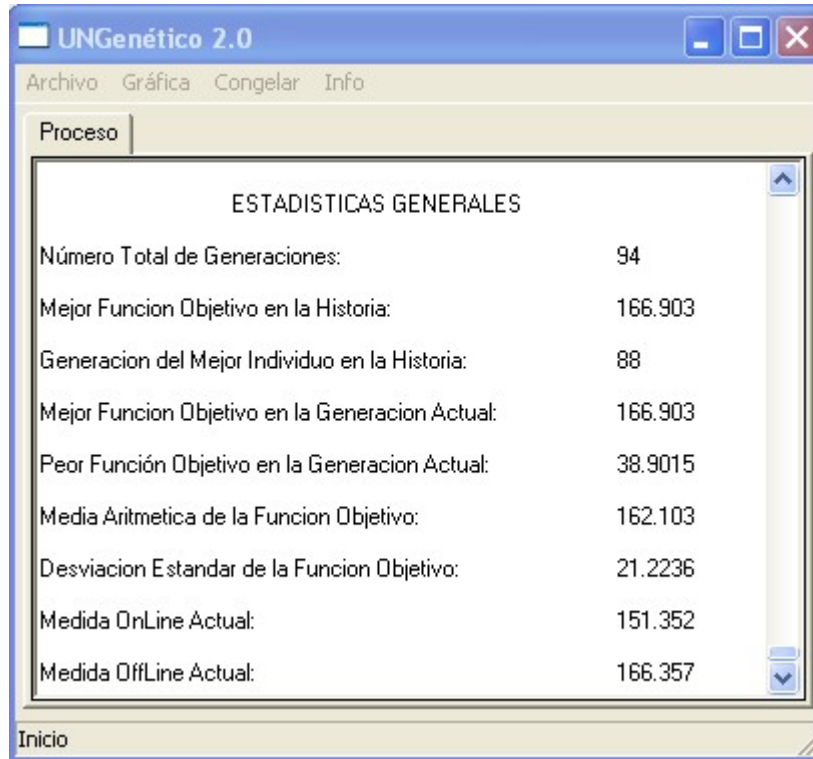 UNGenético 2.0
Archivo Gráfica Congelar Info
Proceso
ESTADISTICAS GENERALES
Número Total de Generaciones: 94
Mejor Funcion Objetivo en la Historia: 166.903
Generacion del Mejor Individuo en la Historia: 88
Mejor Funcion Objetivo en la Generacion Actual: 166.903
Peor Función Objetivo en la Generacion Actual: 38.9015
Media Aritmetica de la Funcion Objetivo: 162.103
Desviacion Estandar de la Funcion Objetivo: 21.2236
Medida OnLine Actual: 151.352
Medida OffLine Actual: 166.357
Inicio